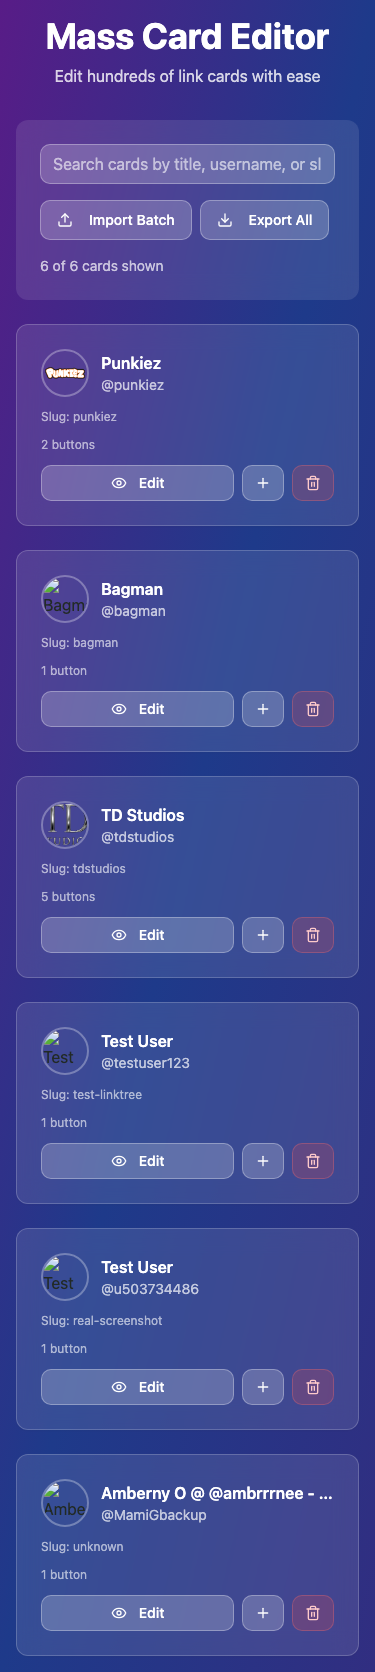 Mass Card Editor
Edit hundreds of link cards with ease
Search cards by title, username, or sl
Import Batch
Export All
6 of 6 cards shown
PUNKIEZ
Punkiez
@punkiez
Slug: punkiez
2 buttons
Edit
Bagm
Bagman
@bagman
Slug: bagman
1 button
Edit
TD
TD Studios
@tdstudios
Slug: tdstudios
5 buttons
Edit
Test
Test User
@testuser123
Slug: test-linktree
1 button
Edit
Test
Test User
@u503734486
Slug: real-screenshot
1 button
Edit
Ambe
Amberny O @ @ambrrrnee - ...
@MamiGbackup
Slug: unknown
1 button
Edit